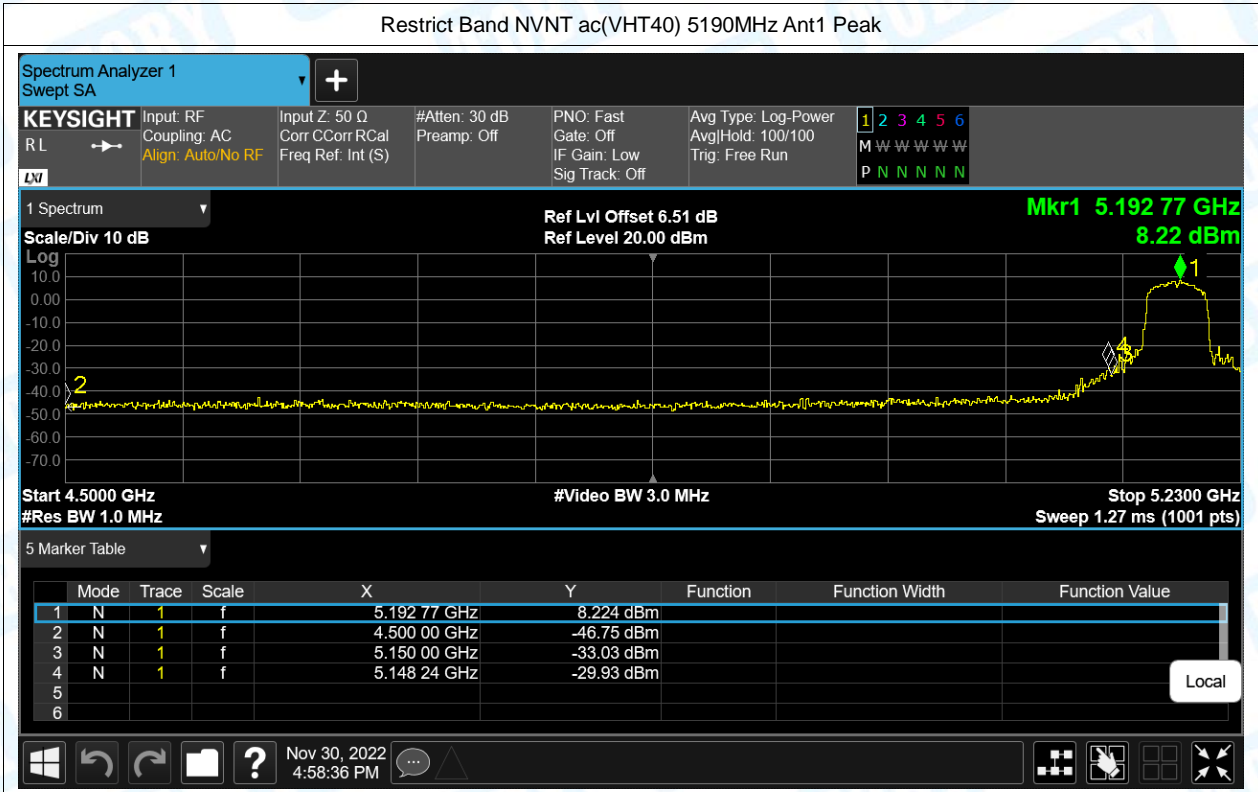 Restrict Band NVNT ac(VHT40) 5190MHz Ant1 Peak
Spectrum Analyzer 1
Swept SA
KEYSIGHT
R L
LXI
Input: RF
Coupling: AC
Align: Auto/No RF
Input Z: 50 Ω
Corr CCorr RCal
Freq Ref: Int (S)
#Atten: 30 dB
Preamp: Off
PNO: Fast
Gate: Off
IF Gain: Low
Sig Track: Off
Avg Type: Log-Power
Avg|Hold: 100/100
Trig: Free Run
1 2 3 4 5 6
M W W W W W
P N N N N N
1 Spectrum
Scale/Div 10 dB
Ref Lvl Offset 6.51 dB
Ref Level 20.00 dBm
Mkr1 5.192 77 GHz
8.22 dBm
Log
10.0
0.00
-10.0
-20.0
-30.0
-40.0
-50.0
-60.0
-70.0
1
2
4
3
Start 4.5000 GHz
#Video BW 3.0 MHz
Stop 5.2300 GHz
#Res BW 1.0 MHz
Sweep 1.27 ms (1001 pts)
5 Marker Table
Mode Trace Scale X Y Function Function Width Function Value
1 N 1 f 5.192 77 GHz 8.224 dBm
2 N 1 f 4.500 00 GHz -46.75 dBm
3 N 1 f 5.150 00 GHz -33.03 dBm
4 N 1 f 5.148 24 GHz -29.93 dBm
5
6
Local
?
Nov 30, 2022
4:58:36 PM